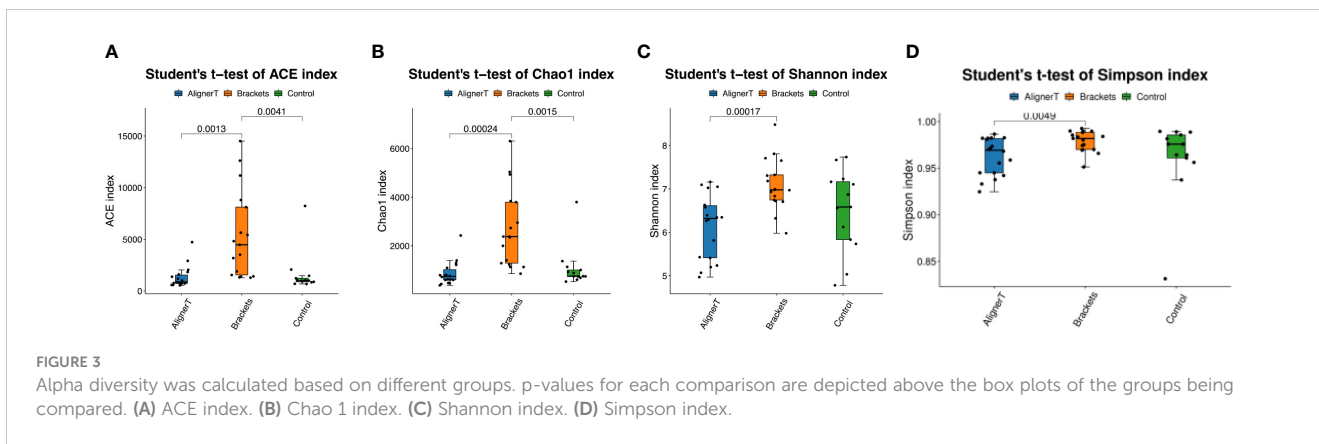 A
Student's t−test of ACE index
AlignerT Brackets Control
0.0041
0.0013
15000
10000
5000
0
ACE index
AlignerT
Brackets
Control
B
Student's t−test of Chao1 index
AlignerT Brackets Control
0.0015
0.00024
6000
4000
2000
Chao1 index
AlignerT
Brackets
Control
C
Student's t−test of Shannon index
AlignerT Brackets Control
0.00017
8
7
6
5
Shannon index
AlignerT
Brackets
Control
D
Student's t-test of Simpson index
AlignerT Brackets Control
0.0049
1.00
0.95
0.90
0.85
Simpson index
AlignerT
Brackets
Control
FIGURE 3
Alpha diversity was calculated based on different groups. p-values for each comparison are depicted above the box plots of the groups being
compared. (A) ACE index. (B) Chao 1 index. (C) Shannon index. (D) Simpson index.